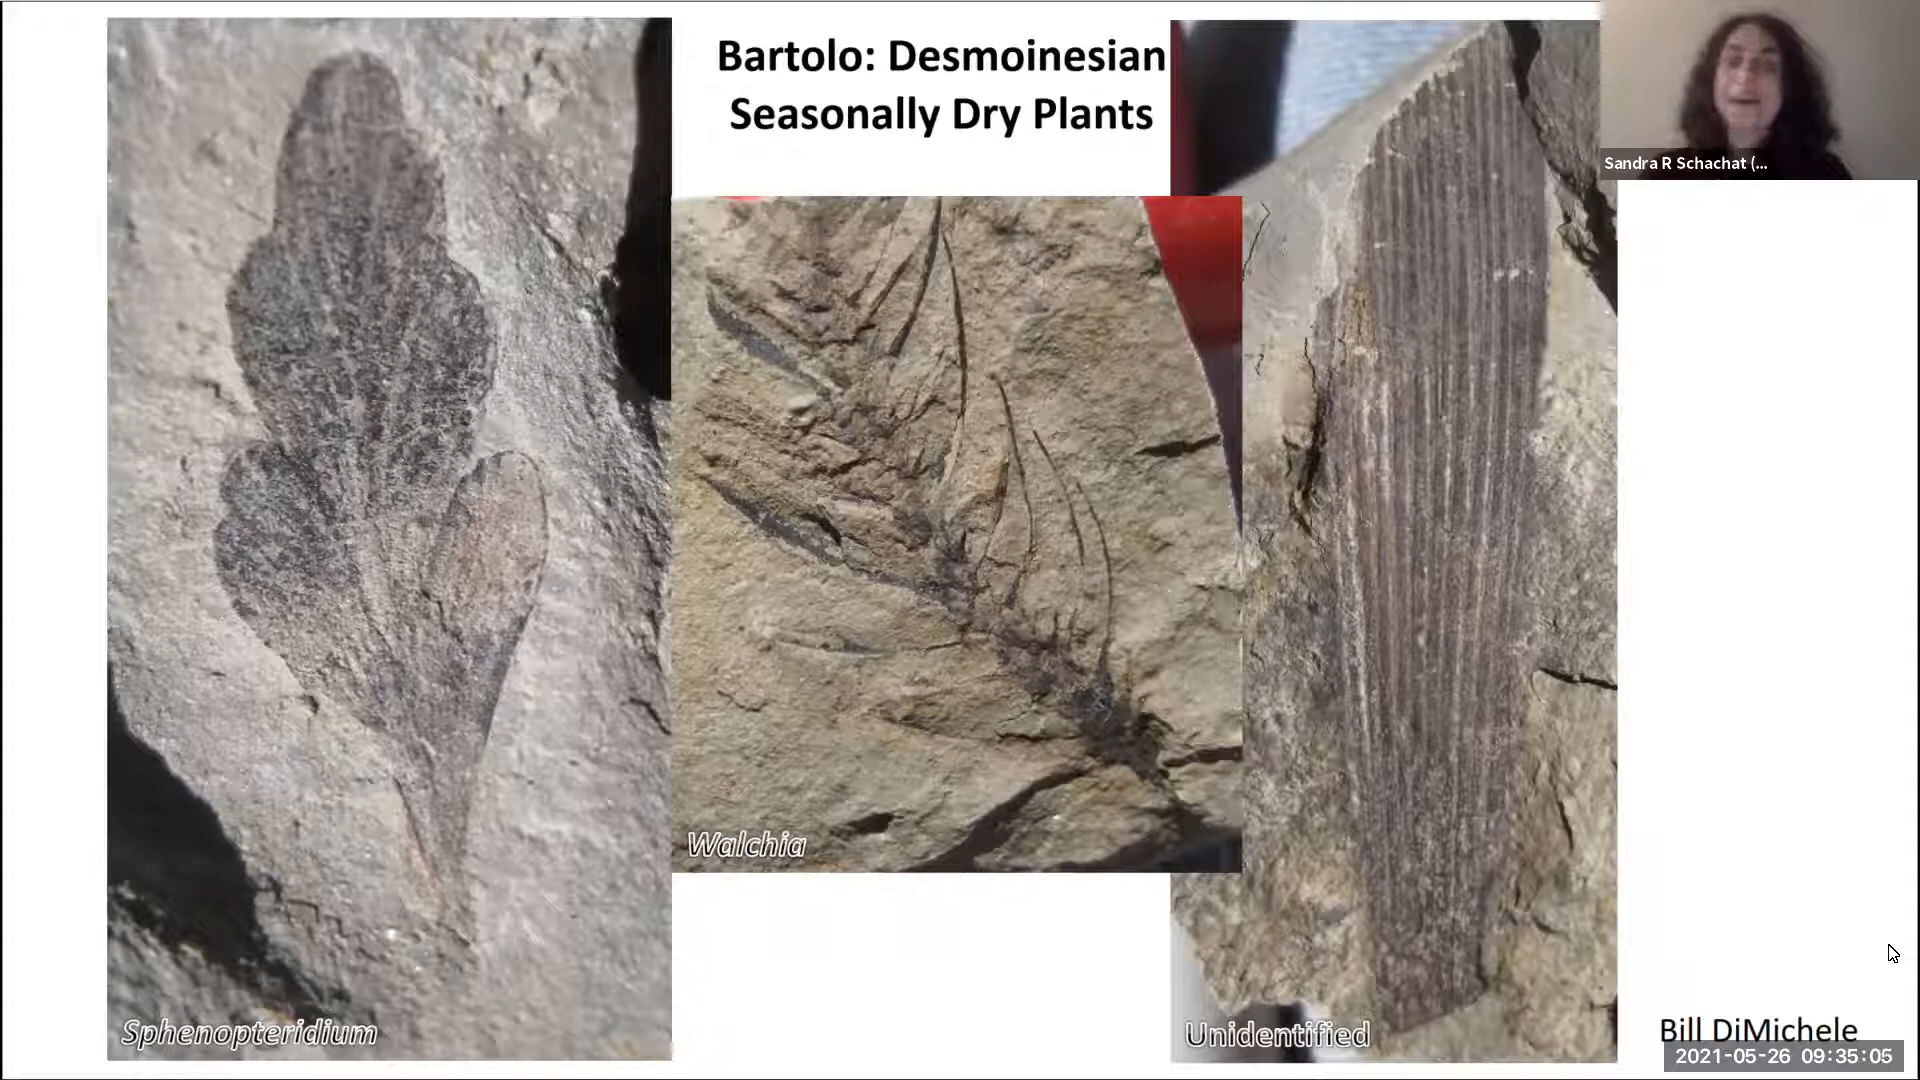 Bartolo: Desmoinesian
Seasonally Dry Plants
Sandra R Schachat (...
Walchia
Sphenopteridium
Unidentified
Bill DiMichele
2021-05-26 09:35:05